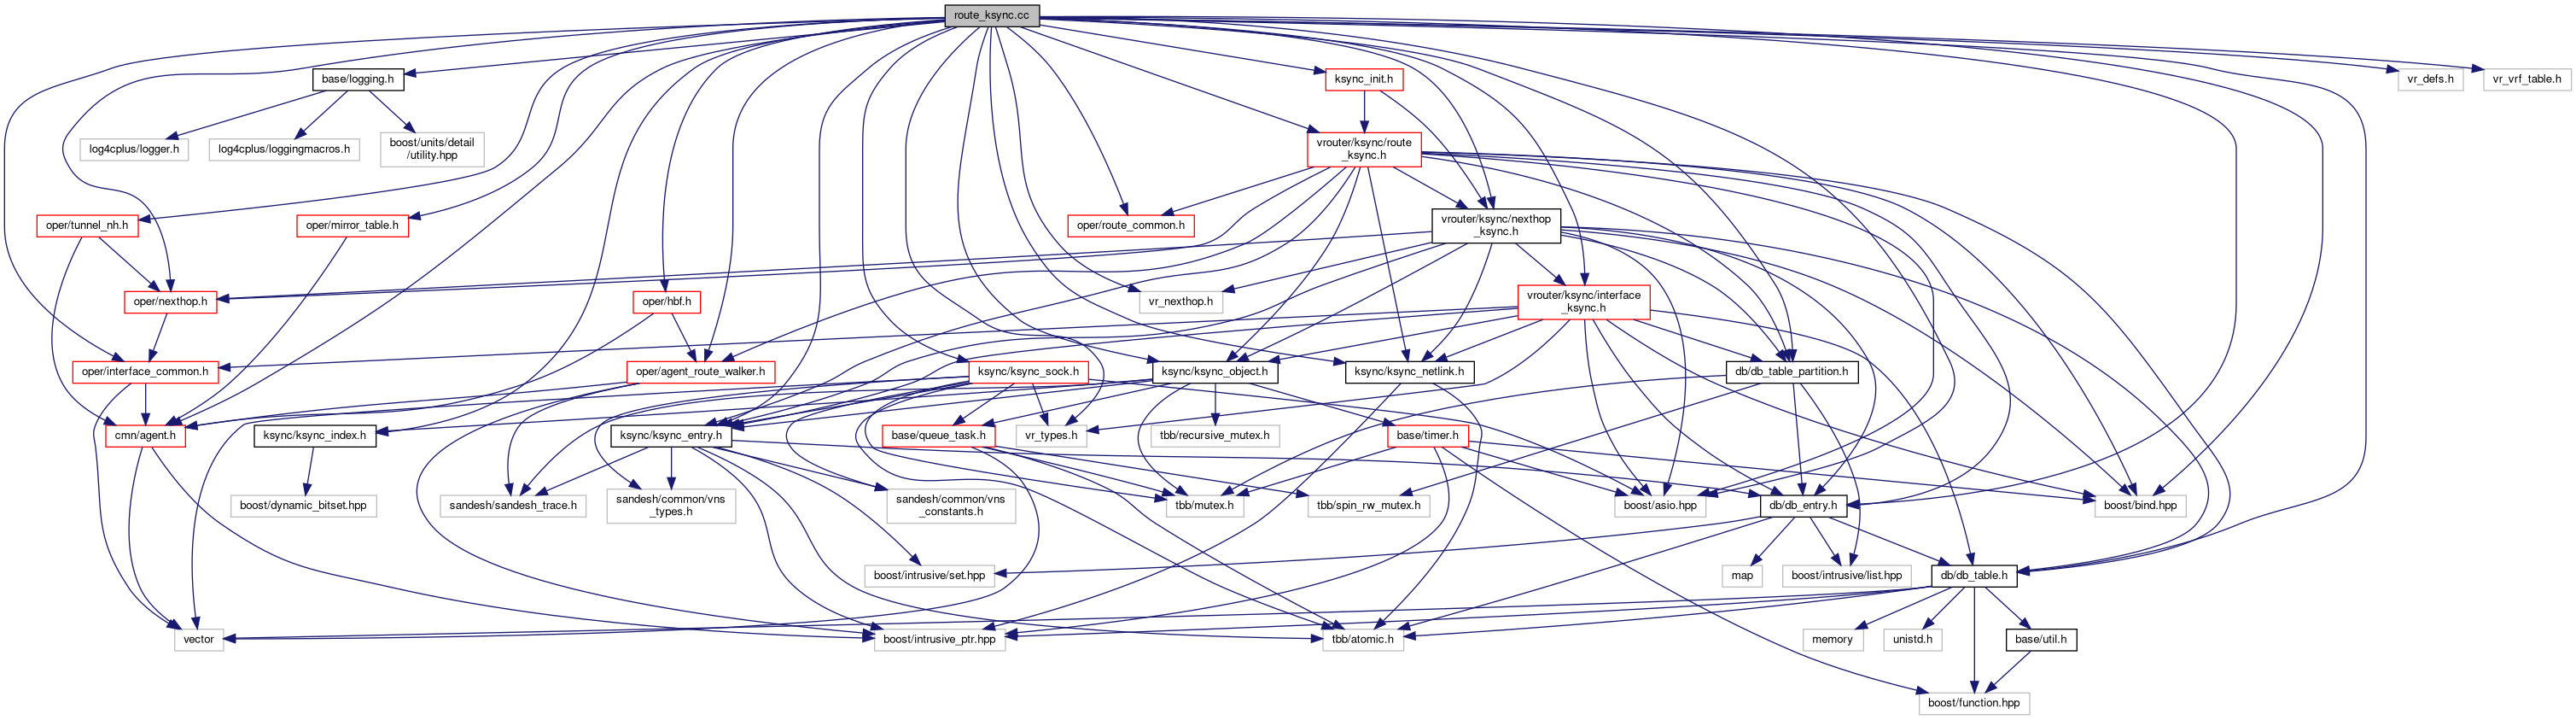 route_ksync.cc
base/logging.h
ksync_init.h
vr_defs.h
vr_vrf_table.h
log4cplus/logger.h
log4cplus/loggingmacros.h
boost/units/detail
/utility.hpp
vrouter/ksync/route
_ksync.h
oper/tunnel_nh.h
oper/mirror_table.h
oper/route_common.h
vrouter/ksync/nexthop
_ksync.h
oper/nexthop.h
oper/hbf.h
vr_nexthop.h
vrouter/ksync/interface
_ksync.h
oper/interface_common.h
oper/agent_route_walker.h
ksync/ksync_sock.h
ksync/ksync_object.h
ksync/ksync_netlink.h
db/db_table_partition.h
cmn/agent.h
ksync/ksync_index.h
ksync/ksync_entry.h
base/queue_task.h
vr_types.h
tbb/recursive_mutex.h
base/timer.h
boost/dynamic_bitset.hpp
sandesh/sandesh_trace.h
sandesh/common/vns
_types.h
sandesh/common/vns
_constants.h
tbb/mutex.h
tbb/spin_rw_mutex.h
boost/asio.hpp
db/db_entry.h
boost/bind.hpp
boost/intrusive/set.hpp
map
boost/intrusive/list.hpp
db/db_table.h
vector
boost/intrusive_ptr.hpp
tbb/atomic.h
memory
unistd.h
base/util.h
boost/function.hpp